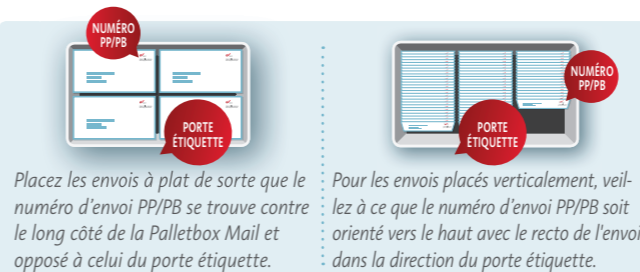 NUMÉRO
PP/PB
PORTE
ÉTIQUETTE
Placez les envois à plat de sorte que le
numéro d'envoi PP/PB se trouve contre
le long côté de la Palletbox Mail et
opposé à celui du porte étiquette.
NUMÉRO
PP/PB
PORTE
ÉTIQUETTE
Pour les envois placés verticalement, veil-
lez à ce que le numéro d'envoi PP/PB soit
orienté vers le haut avec le recto de l'envoi
dans la direction du porte étiquette.